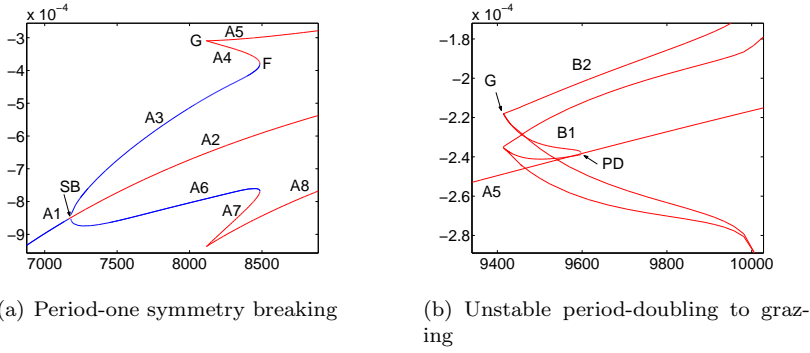 x 10⁻⁴
−3
−4
−5
−6
−7
−8
−9
7000
7500
8000
8500
G
A5
A4
F
A3
A2
SB
A1
A6
A7
A8
x 10⁻⁴
−1.8
−2
−2.2
−2.4
−2.6
−2.8
9400
9600
9800
10000
B2
G
B1
PD
A5
a) Period-one symmetry breaking
(b) Unstable period-doubling to graz-
ing